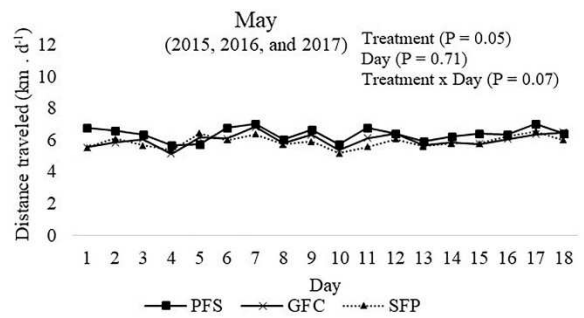 May
(2015, 2016, and 2017)
Treatment (P = 0.05)
Day (P = 0.71)
Treatment x Day (P = 0.07)
Distance traveled (km . d⁻¹)
12
10
8
6
4
2
0
1 2 3 4 5 6 7 8 9 10 11 12 13 14 15 16 17 18
Day
PFS GFC SFP